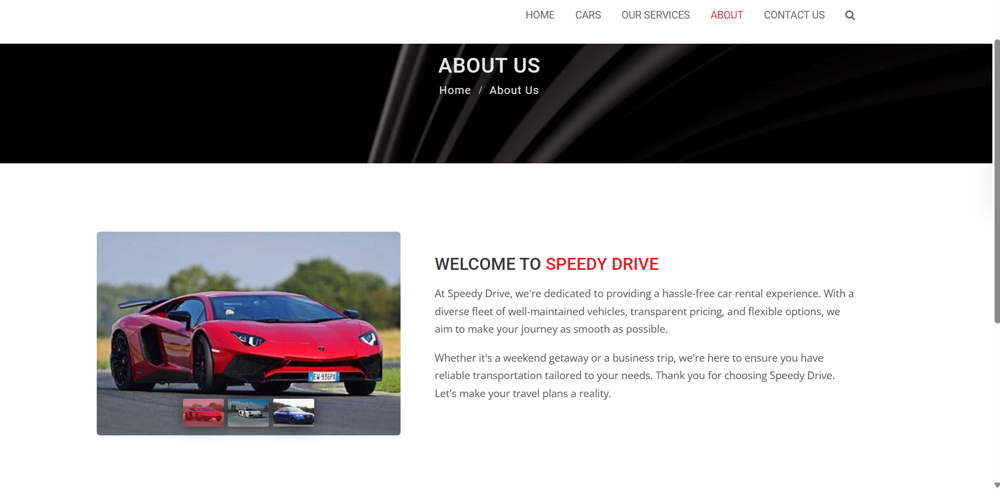 HOME CARS OUR SERVICES ABOUT CONTACT US
ABOUT US
Home / About Us
WELCOME TO SPEEDY DRIVE
At Speedy Drive, we're dedicated to providing a hassle-free car rental experience. With a
diverse fleet of well-maintained vehicles, transparent pricing, and flexible options, we
aim to make your journey as smooth as possible.
Whether it's a weekend getaway or a business trip, we're here to ensure you have
reliable transportation tailored to your needs. Thank you for choosing Speedy Drive.
Let's make your travel plans a reality.